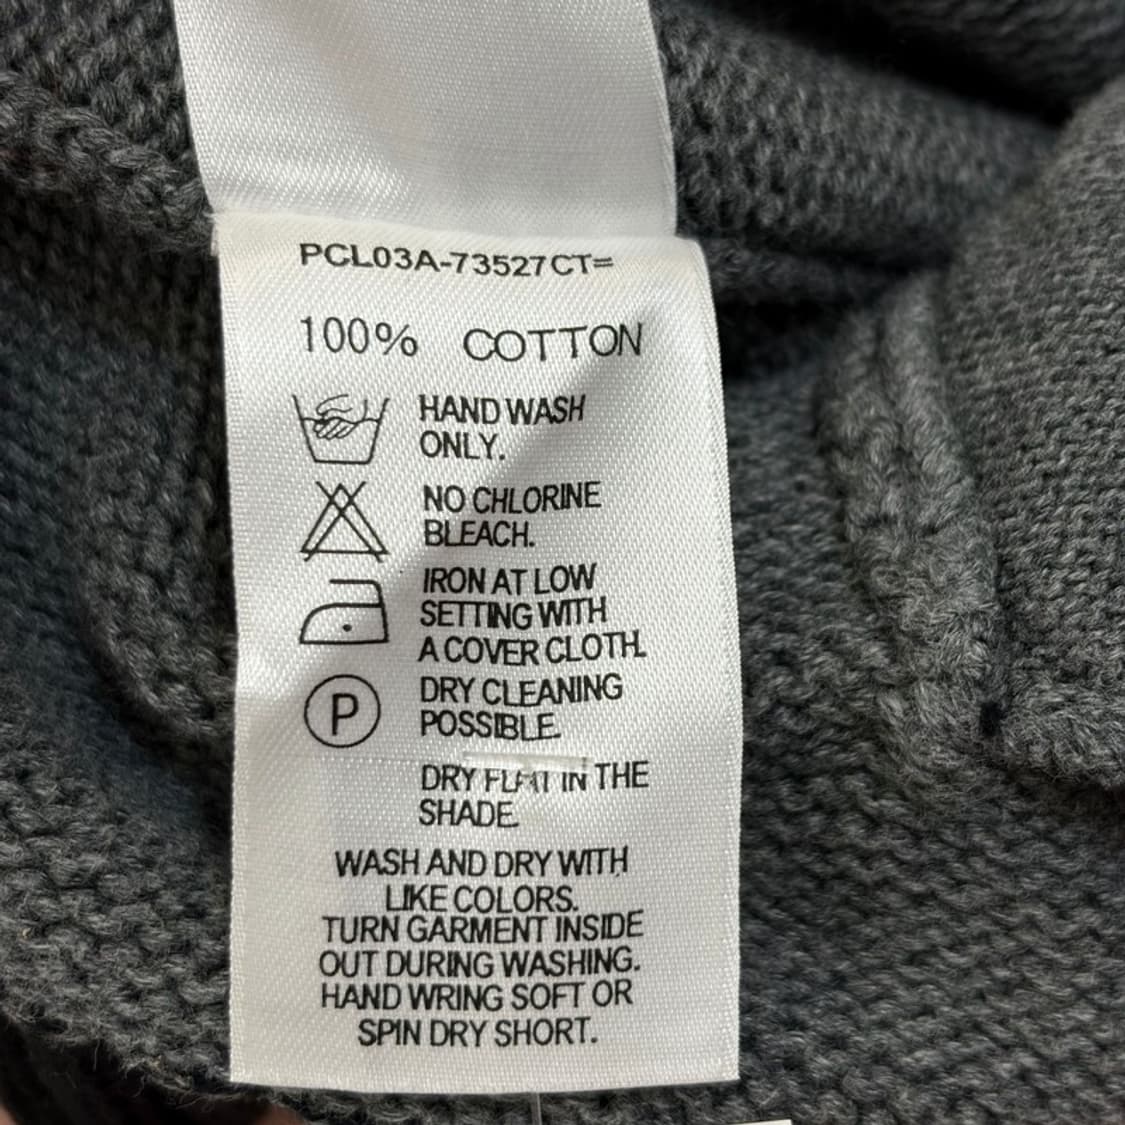 PCL03A-73527CT=
100% COTTON
HAND WASH
ONLY.
NO CHLORINE
BLEACH.
IRON AT LOW
SETTING WITH
A COVER CLOTH.
P
DRY CLEANING
POSSIBLE.
DRY FLAT IN THE
SHADE.
WASH AND DRY WITH
LIKE COLORS.
TURN GARMENT INSIDE
OUT DURING WASHING.
HAND WRING SOFT OR
SPIN DRY SHORT.